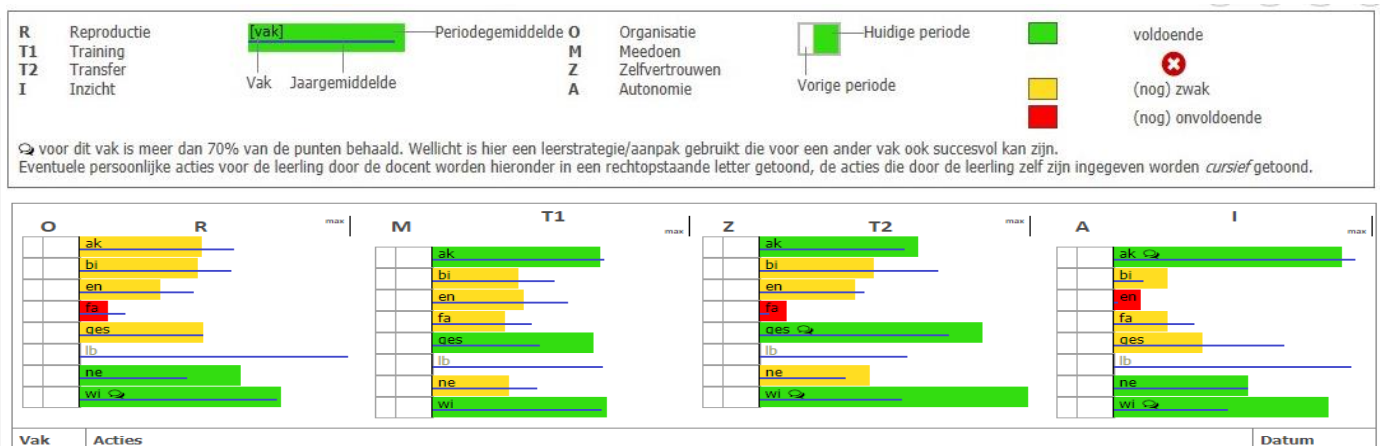 R Reproductie [vak] Periodegemiddelde O Organisatie Huidige periode voldoende
T1 Training M Meedoen
T2 Transfer Z Zelfvertrouwen
I Inzicht Vak Jaargemiddelde A Autonomie Vorige periode (nog) zwak
(nog) onvoldoende
voor dit vak is meer dan 70% van de punten behaald. Wellicht is hier een leerstrategie/aanpak gebruikt die voor een ander vak ook succesvol kan zijn.
Eventuele persoonlijke acties voor de leerling door de docent worden hieronder in een rechtopstaande letter getoond, de acties die door de leerling zelf zijn ingegeven worden cursief getoond.
O R max
ak
bi
en
fa
ges
lb
ne
wi
M T1 max
ak
bi
en
fa
ges
lb
ne
wi
Z T2 max
ak
bi
en
fa
ges
lb
ne
wi
A I max
ak
bi
en
fa
ges
lb
ne
wi
Vak Acties Datum